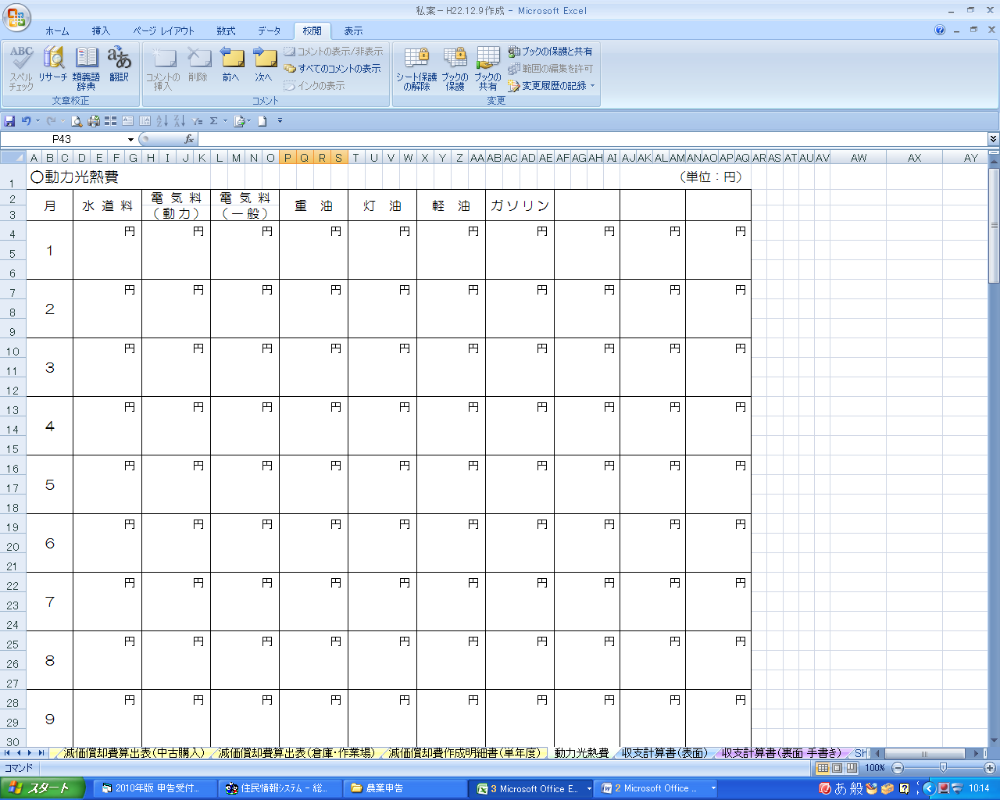 私案－H22.12.9作成 - Microsoft Excel
ホーム 挿入 ページ レイアウト 数式 データ 校閲 表示
ABC
スペル チェック リサーチ 類義語 辞典 翻訳
文章校正
コメントの 挿入 削除 前へ 次へ
コメントの表示/非表示
すべてのコメントの表示
インクの表示
コメント
シート保護 の解除 ブックの 保護 ブックの 共有
ブックの保護と共有
範囲の編集を許可
変更履歴の記録
変更
P43
A B C D E F G H I J K L M N O P Q R S T U V W X Y Z AA AB AC AD AE AF AG AH AI AJ AK AL AM AN AO AP AQ AR AS AT AU AV AW AX AY
1 〇動力光熱費 (単位：円)
2 月 水道料 電気料 電気料 重油 灯油 軽油 ガソリン
3 (動力) (一般)
4 円 円 円 円 円 円 円 円 円 円
5 1
6
7 円 円 円 円 円 円 円 円 円 円
8 2
9
10 円 円 円 円 円 円 円 円 円 円
11 3
12
13 円 円 円 円 円 円 円 円 円 円
14 4
15
16 円 円 円 円 円 円 円 円 円 円
17 5
18
19 円 円 円 円 円 円 円 円 円 円
20 6
21
22 円 円 円 円 円 円 円 円 円 円
23 7
24
25 円 円 円 円 円 円 円 円 円 円
26 8
27
28 円 円 円 円 円 円 円 円 円 円
29 9
30
減価償却費算出表(中古購入) 減価償却費算出表(倉庫・作業場) 減価償却費作成明細書(単年度) 動力光熱費 収支計算書(表面) 収支計算書(裏面 手書き) SH
コマンド 100%
スタート 2010年版 申告受付... 住民情報システム - 総... 農業申告 3 Microsoft Office E... 2 Microsoft Office ... あ 般 10:14